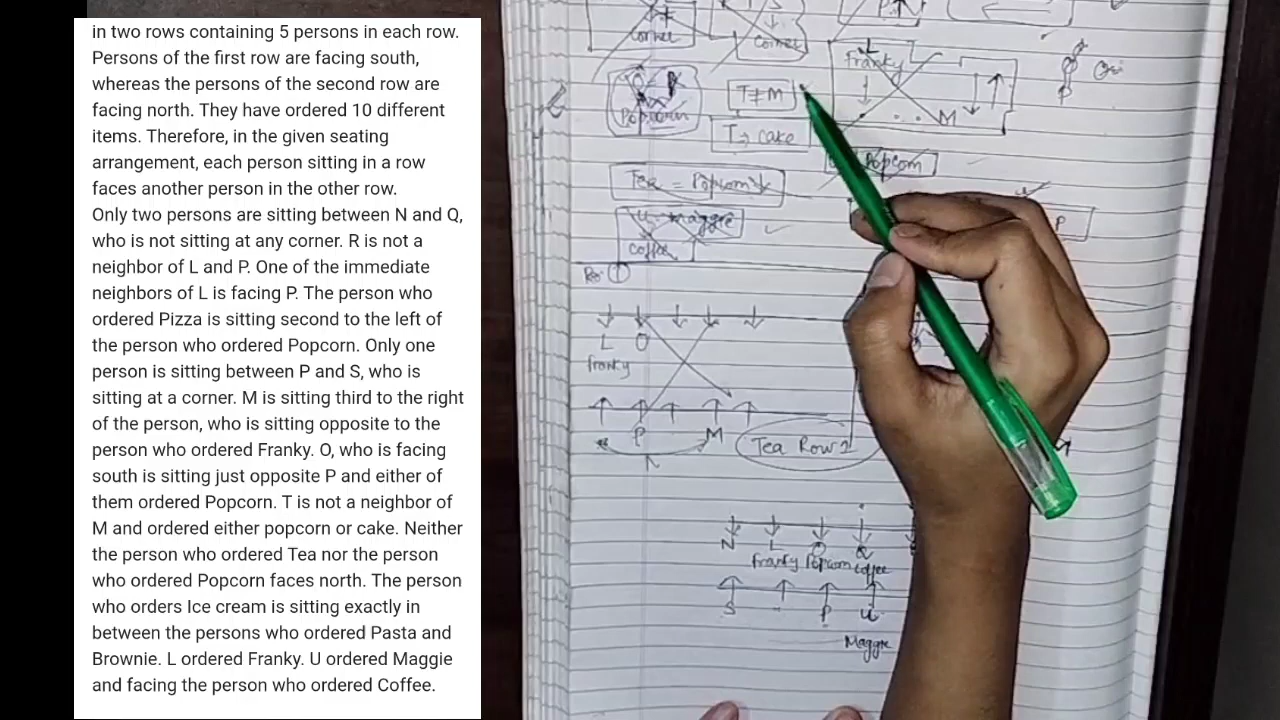 in two rows containing 5 persons in each row.
Persons of the first row are facing south,
whereas the persons of the second row are
facing north. They have ordered 10 different
items. Therefore, in the given seating
arrangement, each person sitting in a row
faces another person in the other row.
Only two persons are sitting between N and Q,
who is not sitting at any corner. R is not a
neighbor of L and P. One of the immediate
neighbors of L is facing P. The person who
ordered Pizza is sitting second to the left of
the person who ordered Popcorn. Only one
person is sitting between P and S, who is
sitting at a corner. M is sitting third to the right
of the person, who is sitting opposite to the
person who ordered Franky. O, who is facing
south is sitting just opposite P and either of
them ordered Popcorn. T is not a neighbor of
M and ordered either popcorn or cake. Neither
the person who ordered Tea nor the person
who ordered Popcorn faces north. The person
who orders Ice cream is sitting exactly in
between the persons who ordered Pasta and
Brownie. L ordered Franky. U ordered Maggie
and facing the person who ordered Coffee.
corner
corner
Franky
M
T ≠ M
T → cake
Popcorn
Tea = Popcorn ↓
U - Maggie
coffee
P
L O
Franky
P M
Tea Row 1
N L O
Franky Popcorn coffee
S P U
Maggie